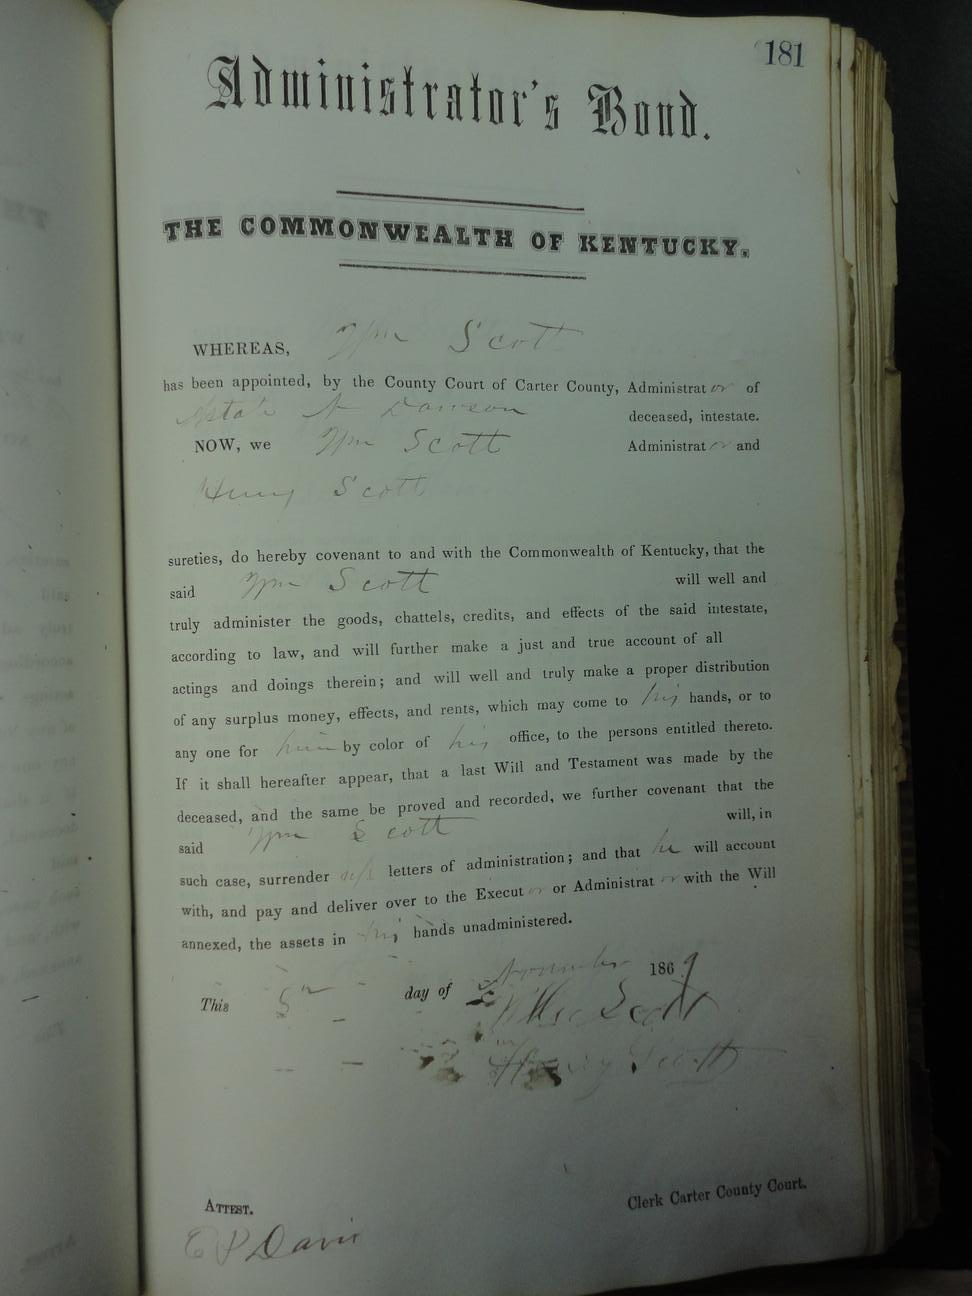 181
Administrator's Bond.
THE COMMONWEALTH OF KENTUCKY.
WHEREAS, Wm Scott
has been appointed, by the County Court of Carter County, Administrator of
deceased, intestate.
NOW, we Wm Scott Administrator and
Henry Scott
sureties, do hereby covenant to and with the Commonwealth of Kentucky, that the
said Wm Scott will well and
truly administer the goods, chattels, credits, and effects of the said intestate,
according to law, and will further make a just and true account of all
actings and doings therein; and will well and truly make a proper distribution
of any surplus money, effects, and rents, which may come to his hands, or to
any one for him by color of his office, to the persons entitled thereto.
If it shall hereafter appear, that a last Will and Testament was made by the
deceased, and the same be proved and recorded, we further covenant that the
said Wm Scott will, in
such case, surrender letters of administration; and that he will account
with, and pay and deliver over to the Executor or Administrator with the Will
annexed, the assets in his hands unadministered.
This day of November 1869
Scott
Henry Scott
ATTEST.
Clerk Carter County Court.
Davis